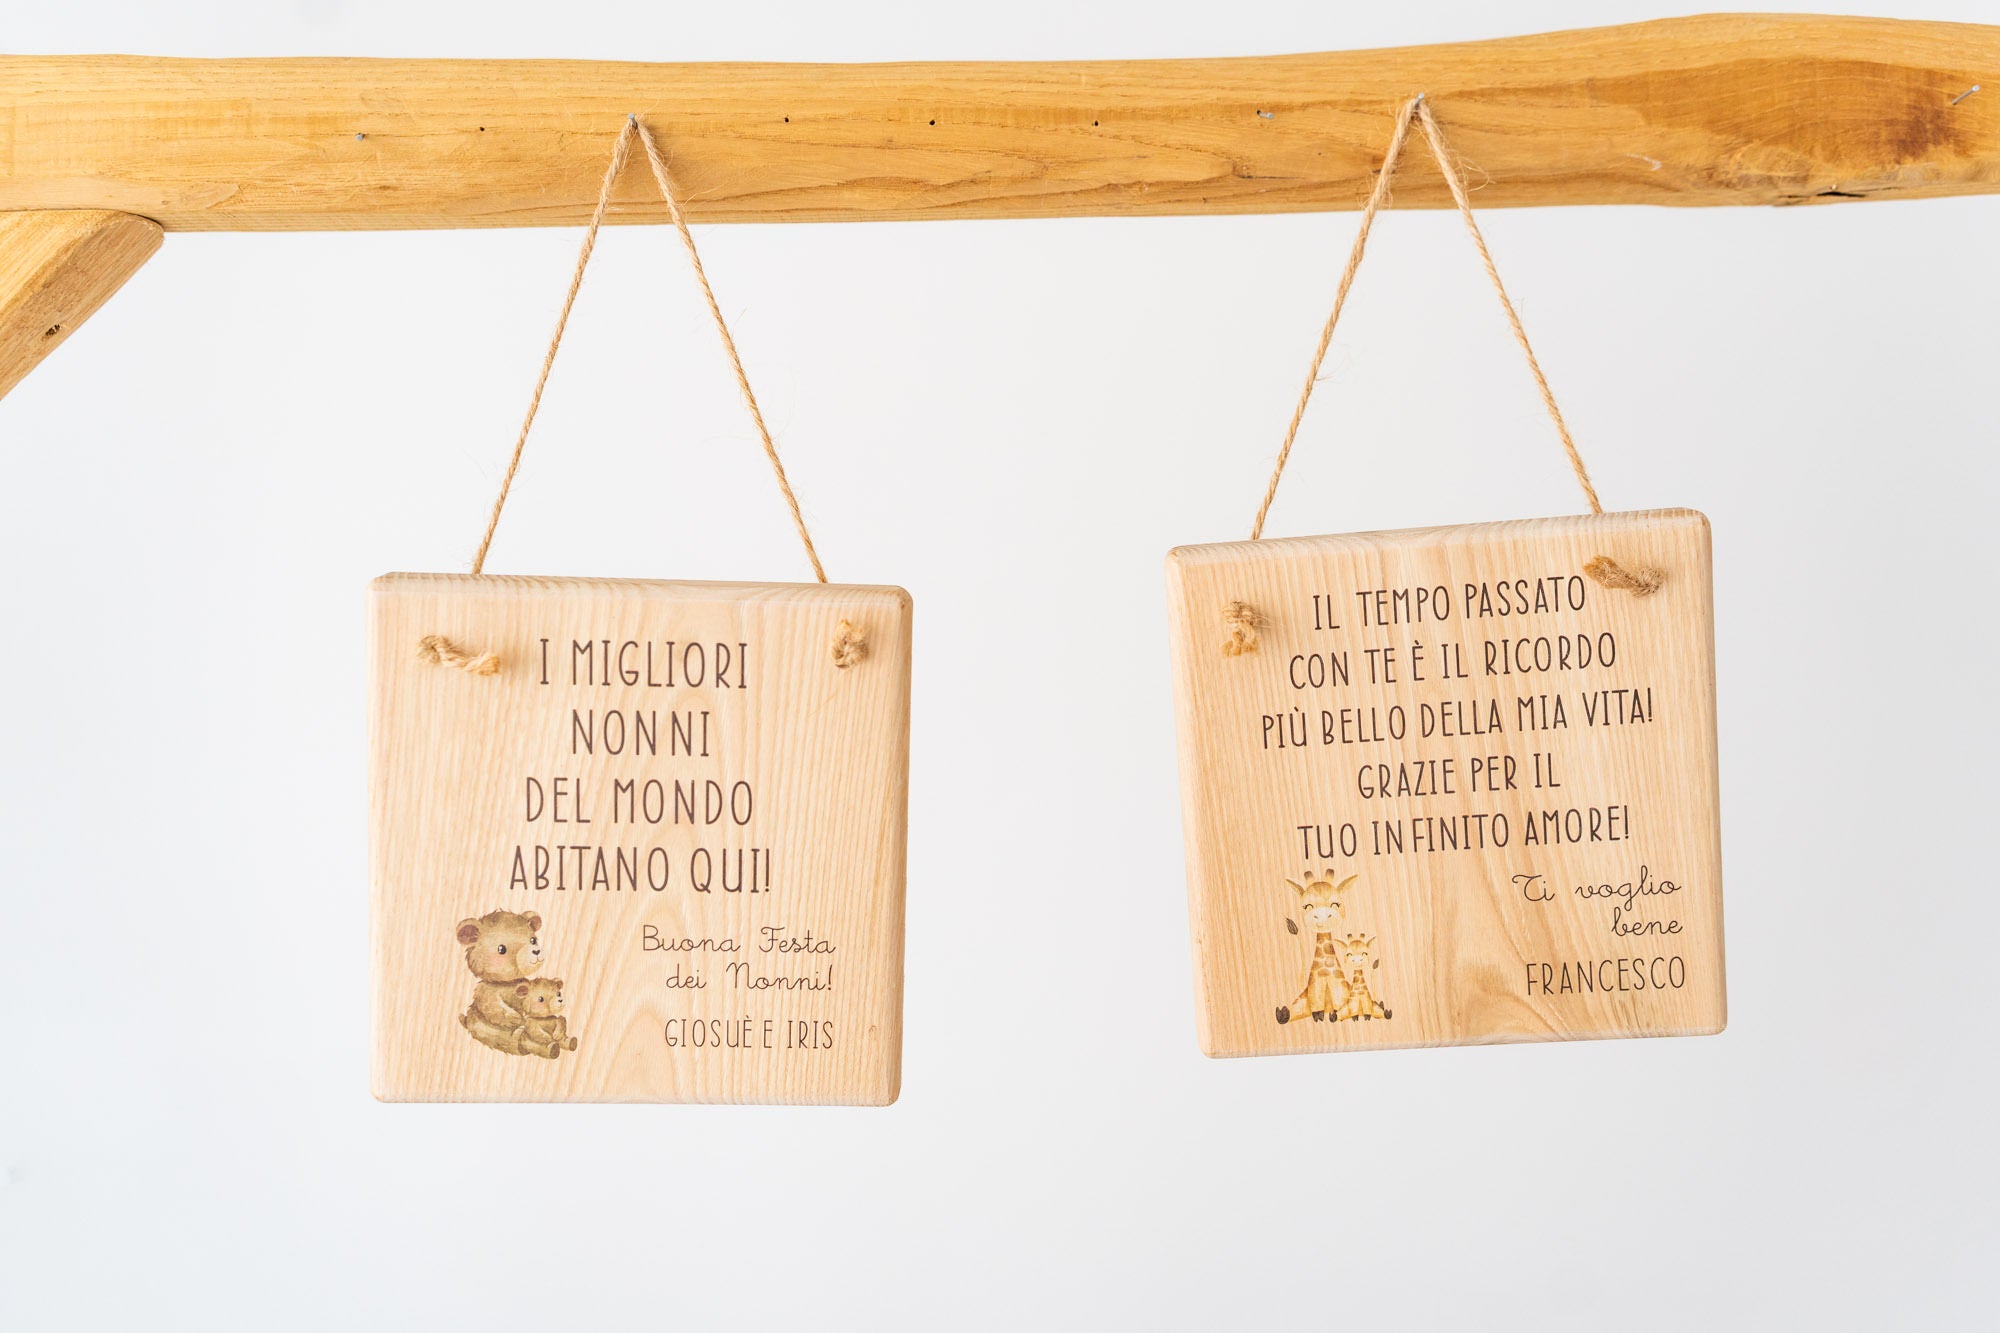 I MIGLIORI
NONNI
DEL MONDO
ABITANO QUI!
Buona Festa
dei Nonni!
GIOSUÈ E IRIS
IL TEMPO PASSATO
CON TE È IL RICORDO
PIÙ BELLO DELLA MIA VITA!
GRAZIE PER IL
TUO INFINITO AMORE!
Ti voglio
bene
FRANCESCO